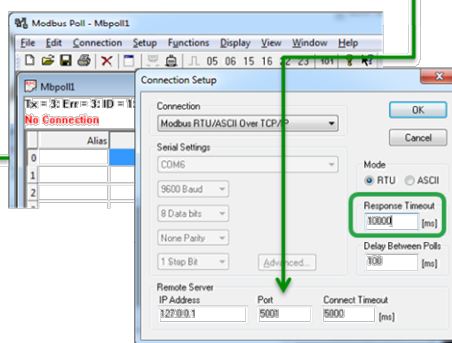 Modbus Poll - Mbpoll1
File Edit Connection Setup Functions Display View Window Help
05 06 15 16 22 23 101
Mbpoll1
Tx = 3: Err = 3: ID = 1:
No Connection
Alias
0
1
2
Connection Setup
Connection
Modbus RTU/ASCII Over TCP/IP
OK
Cancel
Serial Settings
COM6
9600 Baud
8 Data bits
None Parity
1 Stop Bit
Advanced...
Mode
RTU ASCII
Response Timeout
10000 [ms]
Delay Between Polls
100 [ms]
Remote Server
IP Address Port Connect Timeout
127.0.0.1 5001 5000 [ms]